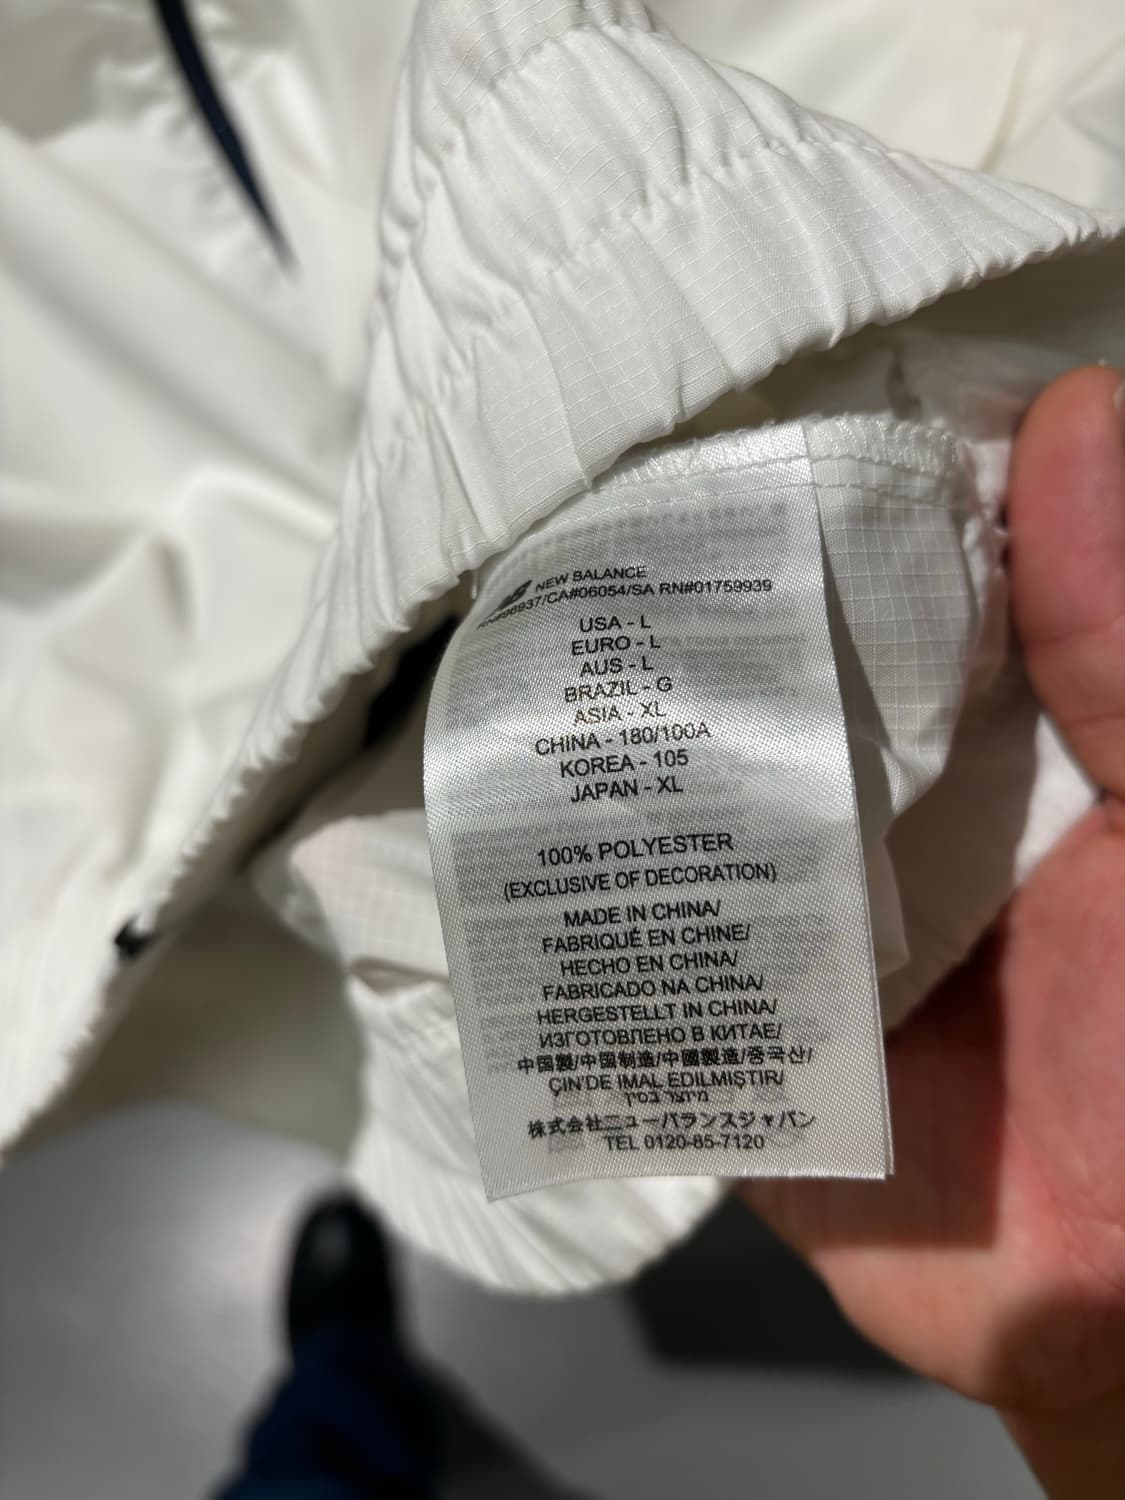 NEW BALANCE
RN#96937/CA#06054/SA RN#01759939
USA - L
EURO - L
AUS - L
BRAZIL - G
ASIA - XL
CHINA - 180/100A
KOREA - 105
JAPAN - XL
100% POLYESTER
(EXCLUSIVE OF DECORATION)
MADE IN CHINA/
FABRIQUÉ EN CHINE/
HECHO EN CHINA/
FABRICADO NA CHINA/
HERGESTELLT IN CHINA/
ИЗГОТОВЛЕНО В КИТАЕ/
中国製/中国制造/中國製造/중국산/
ÇIN'DE IMAL EDILMIŞTIR/
מיוצר בסין
株式会社ニューバランスジャパン
TEL 0120-85-7120